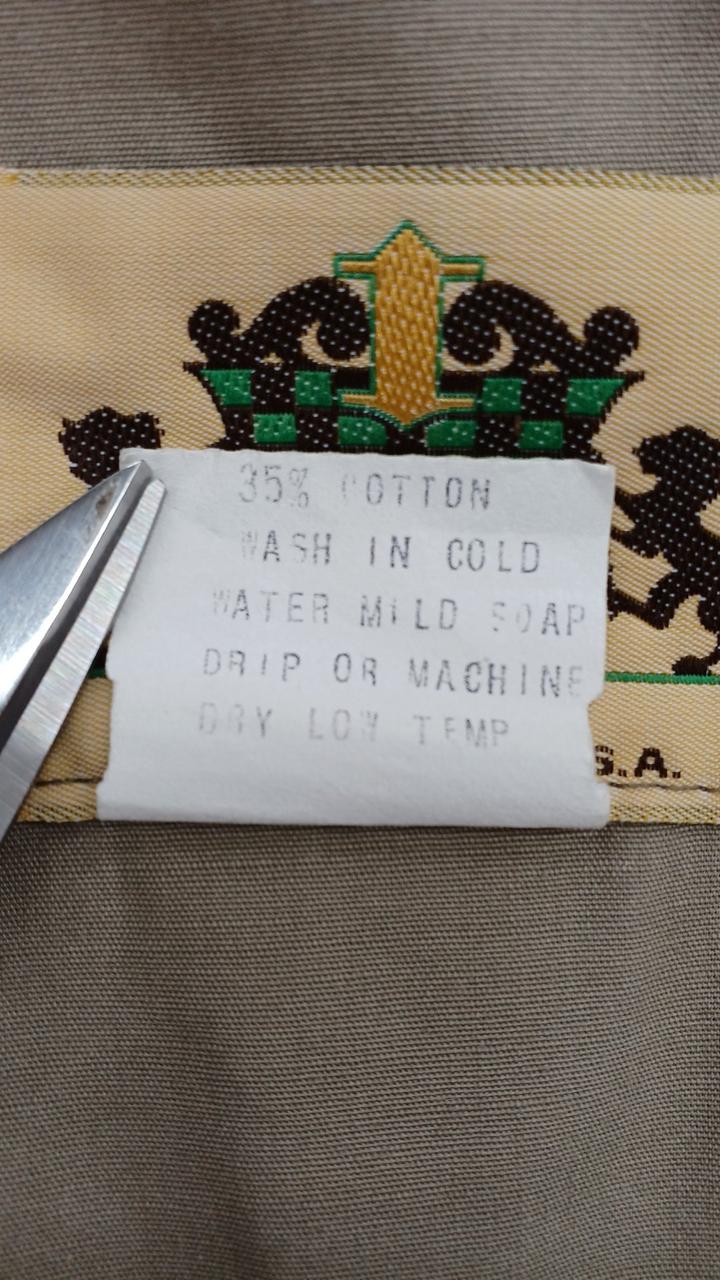 35% COTTON
WASH IN COLD
WATER MILD SOAP
DRIP OR MACHINE
DRY LOW TEMP
S.A.